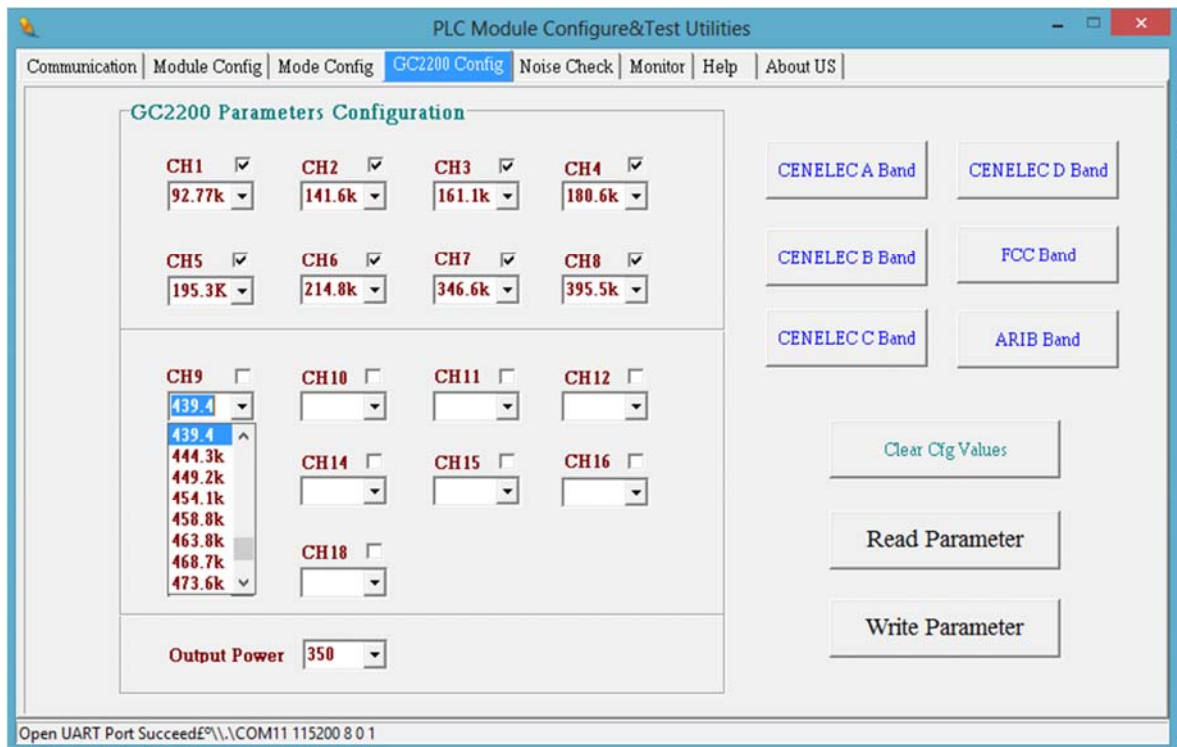 PLC Module Configure&Test Utilities
Communication Module Config Mode Config GC2200 Config Noise Check Monitor Help About US
GC2200 Parameters Configuration
CH1 CH2 CH3 CH4
92.77k 141.6k 161.1k 180.6k
CH5 CH6 CH7 CH8
195.3K 214.8k 346.6k 395.5k
CH9 CH10 CH11 CH12
439.4
439.4
444.3k
449.2k
454.1k
458.8k
463.8k
468.7k
473.6k
CH14 CH15 CH16
CH18
Output Power 350
CENELEC A Band CENELEC D Band
CENELEC B Band FCC Band
CENELEC C Band ARIB Band
Clear Cfg Values
Read Parameter
Write Parameter
Open UART Port Succeed£º\\.\COM11 115200 8 0 1